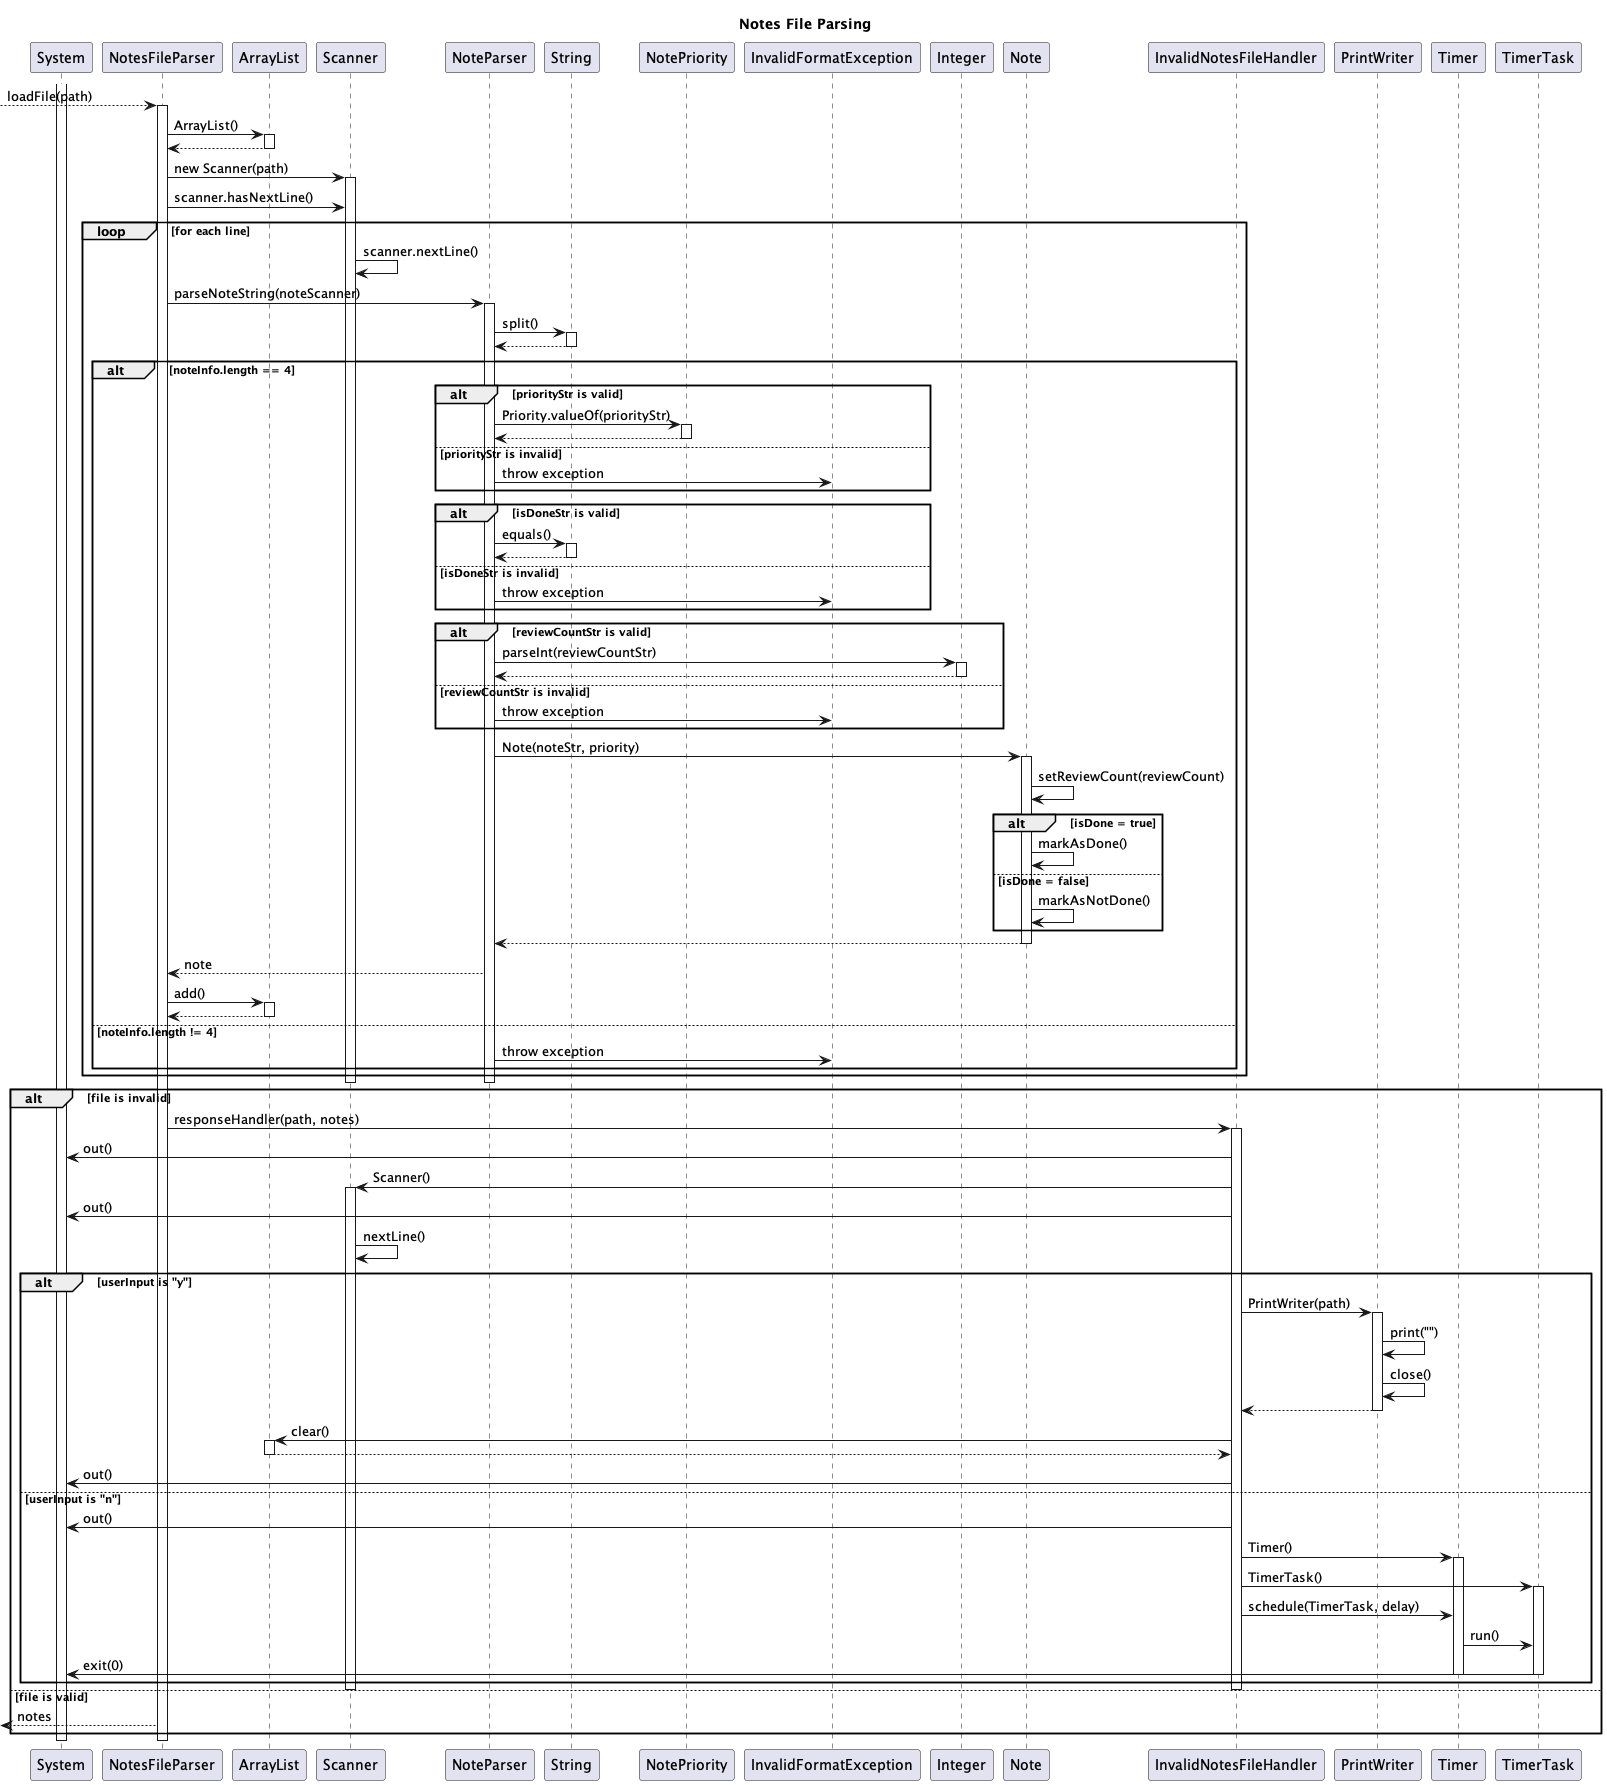 Notes File Parsing
System NotesFileParser ArrayList Scanner NoteParser String NotePriority InvalidFormatException Integer Note InvalidNotesFileHandler PrintWriter Timer TimerTask
loadFile(path)
ArrayList()
new Scanner(path)
scanner.hasNextLine()
loop [for each line]
scanner.nextLine()
parseNoteString(noteScanner)
split()
alt [noteInfo.length == 4]
alt [priorityStr is valid]
Priority.valueOf(priorityStr)
[priorityStr is invalid]
throw exception
alt [isDoneStr is valid]
equals()
[isDoneStr is invalid]
throw exception
alt [reviewCountStr is valid]
parseInt(reviewCountStr)
[reviewCountStr is invalid]
throw exception
Note(noteStr, priority)
setReviewCount(reviewCount)
alt [isDone = true]
markAsDone()
[isDone = false]
markAsNotDone()
note
add()
[noteInfo.length != 4]
throw exception
alt [file is invalid]
responseHandler(path, notes)
out()
Scanner()
out()
nextLine()
alt [userInput is "y"]
PrintWriter(path)
print("")
close()
clear()
out()
[userInput is "n"]
out()
Timer()
TimerTask()
schedule(TimerTask, delay)
run()
exit(0)
[file is valid]
notes
System NotesFileParser ArrayList Scanner NoteParser String NotePriority InvalidFormatException Integer Note InvalidNotesFileHandler PrintWriter Timer TimerTask